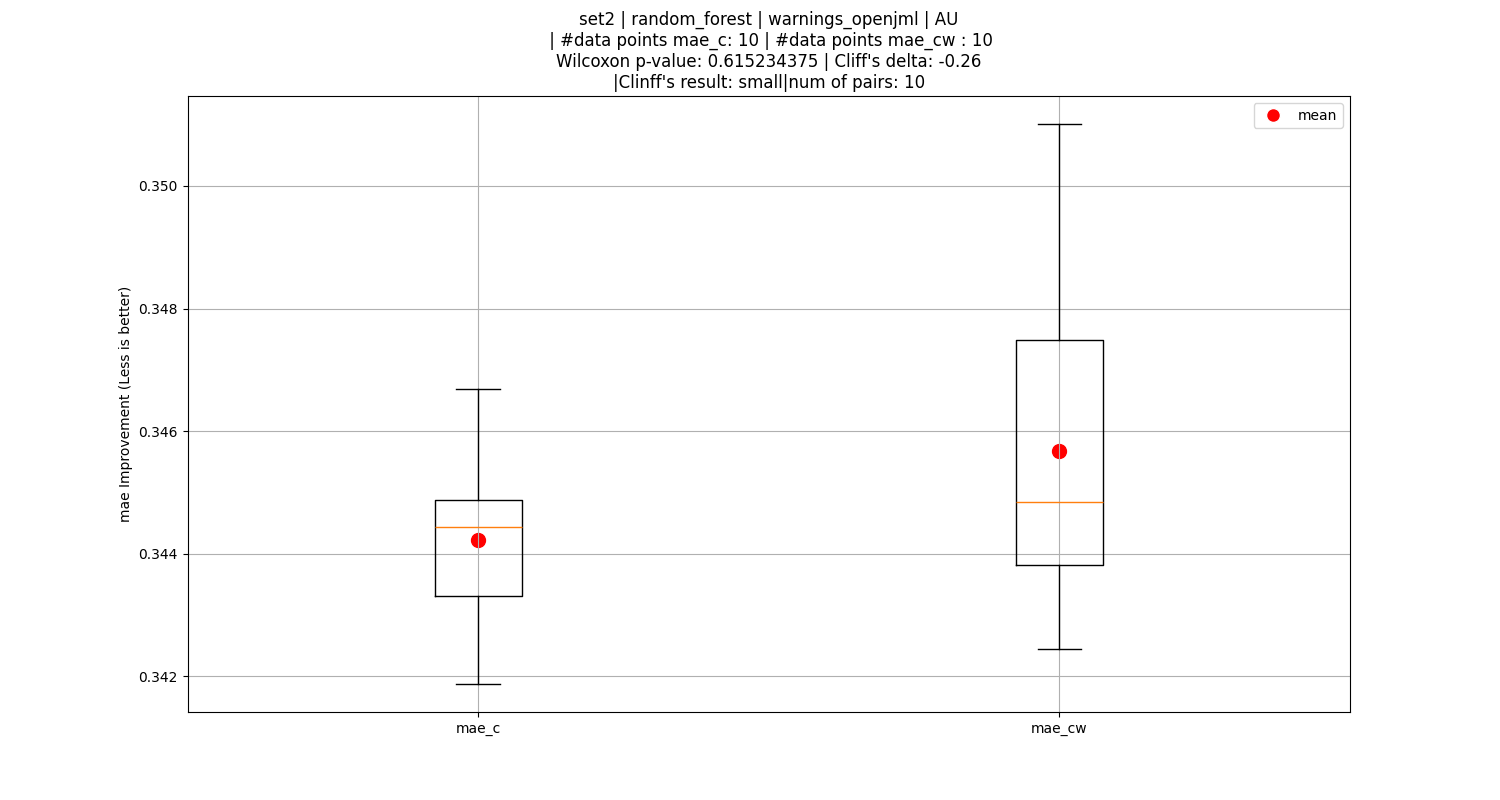 set2 | random_forest | warnings_openjml | AU
| #data points mae_c: 10 | #data points mae_cw : 10
Wilcoxon p-value: 0.615234375 | Cliff's delta: -0.26
|Clinff's result: small|num of pairs: 10
mean
mae Improvement (Less is better)
0.350
0.348
0.346
0.344
0.342
mae_c
mae_cw